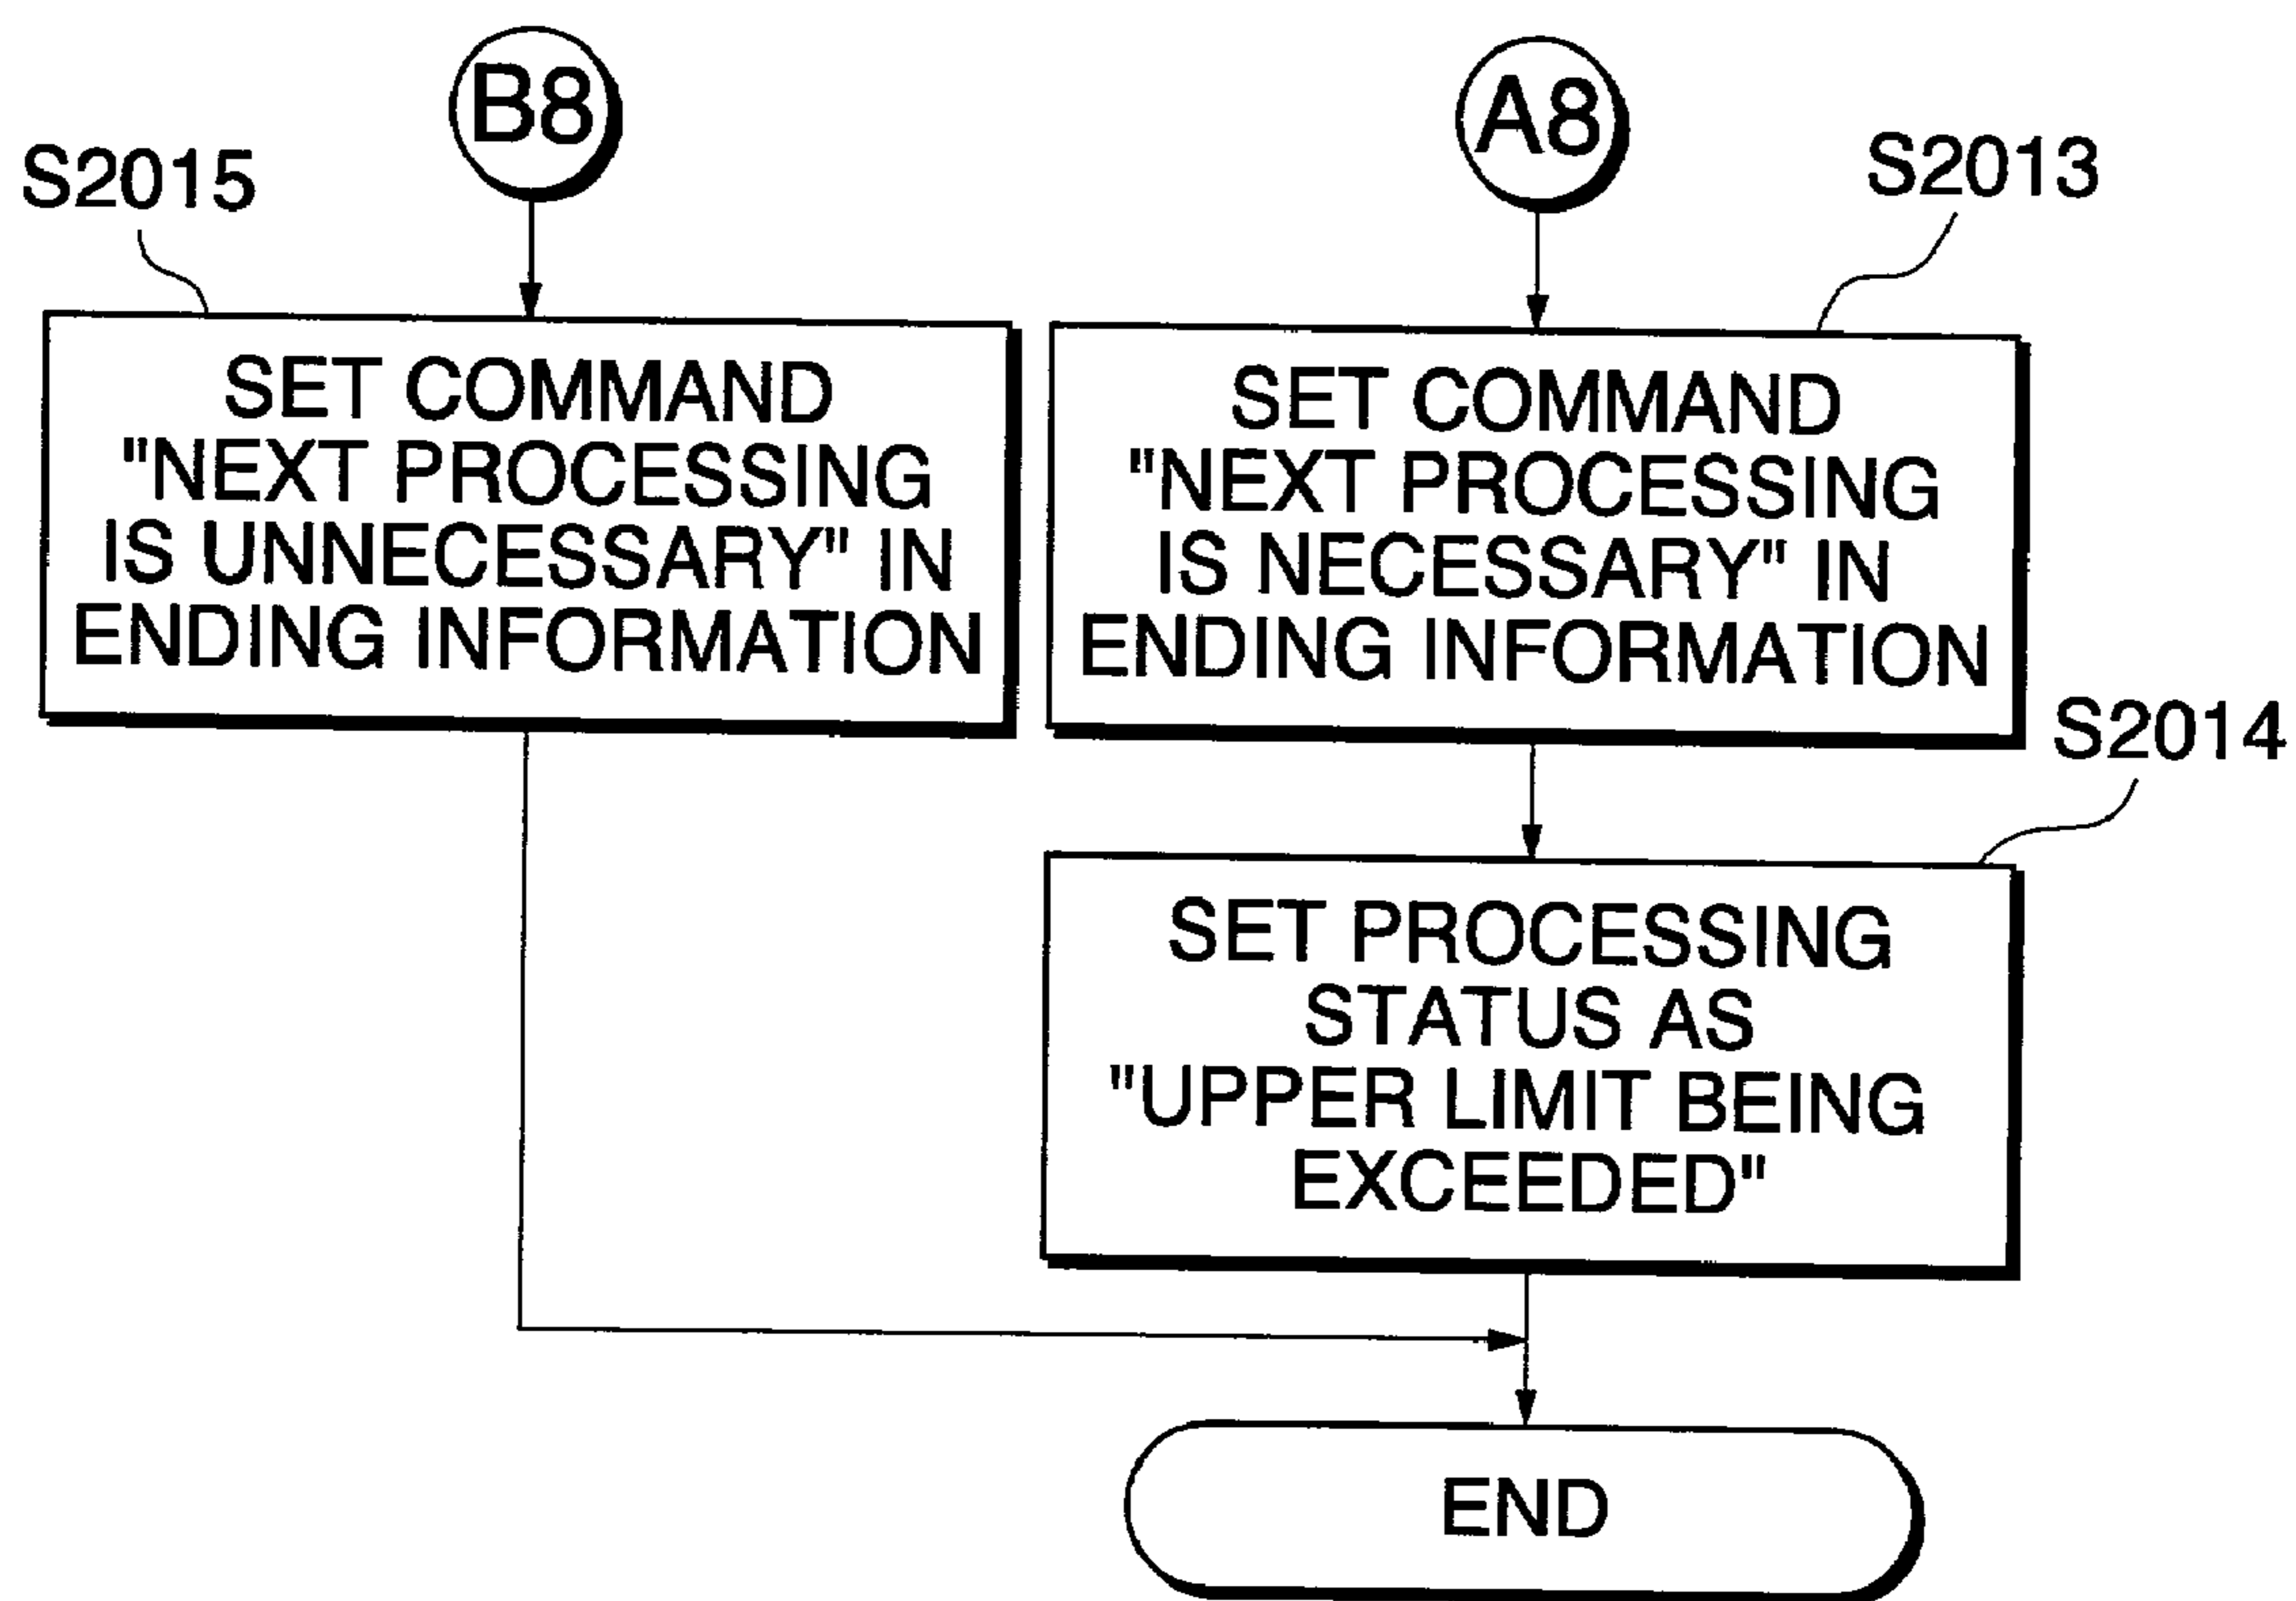 B8
A8
S2015
S2013
SET COMMAND
"NEXT PROCESSING
IS UNNECESSARY" IN
ENDING INFORMATION
SET COMMAND
"NEXT PROCESSING
IS NECESSARY" IN
ENDING INFORMATION
S2014
SET PROCESSING
STATUS AS
"UPPER LIMIT BEING
EXCEEDED"
END